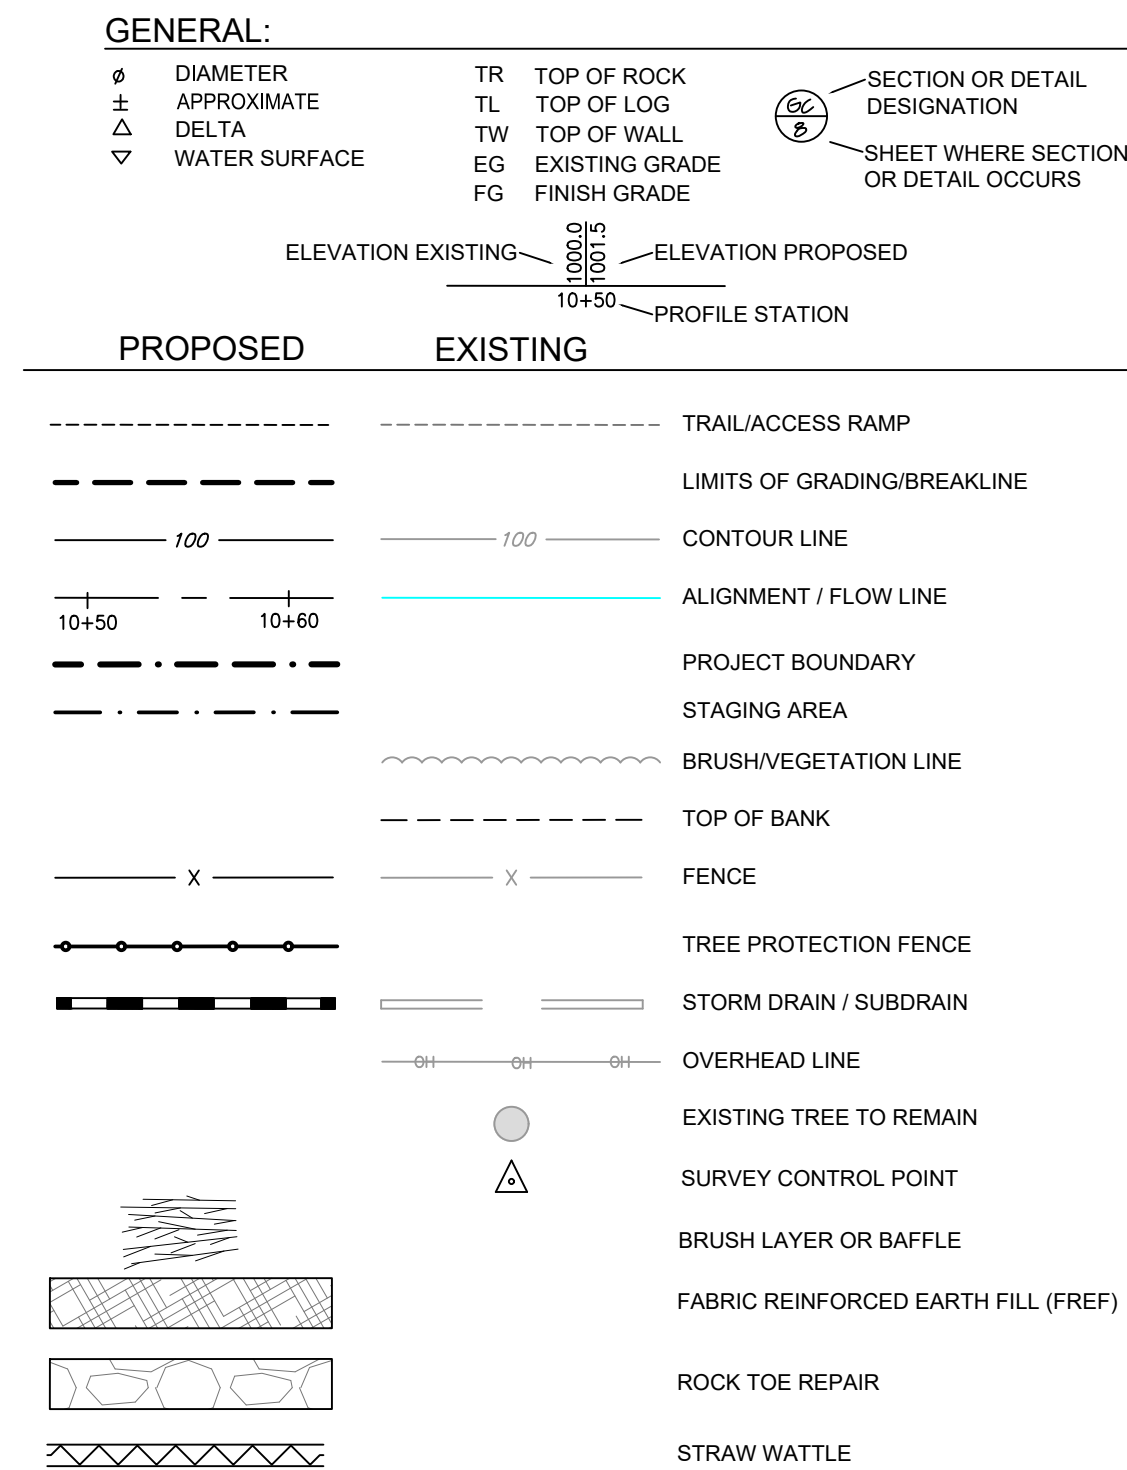 GENERAL:
ø DIAMETER
± APPROXIMATE
△ DELTA
▽ WATER SURFACE
TR TOP OF ROCK
TL TOP OF LOG
TW TOP OF WALL
EG EXISTING GRADE
FG FINISH GRADE
GC
8
SECTION OR DETAIL
DESIGNATION
SHEET WHERE SECTION
OR DETAIL OCCURS
ELEVATION EXISTING
1000.0
1001.5
ELEVATION PROPOSED
10+50
PROFILE STATION
PROPOSED EXISTING
TRAIL/ACCESS RAMP
LIMITS OF GRADING/BREAKLINE
100 100 CONTOUR LINE
10+50 10+60 ALIGNMENT / FLOW LINE
PROJECT BOUNDARY
STAGING AREA
BRUSH/VEGETATION LINE
TOP OF BANK
X X FENCE
TREE PROTECTION FENCE
STORM DRAIN / SUBDRAIN
OH OH OH OVERHEAD LINE
EXISTING TREE TO REMAIN
SURVEY CONTROL POINT
BRUSH LAYER OR BAFFLE
FABRIC REINFORCED EARTH FILL (FREF)
ROCK TOE REPAIR
STRAW WATTLE